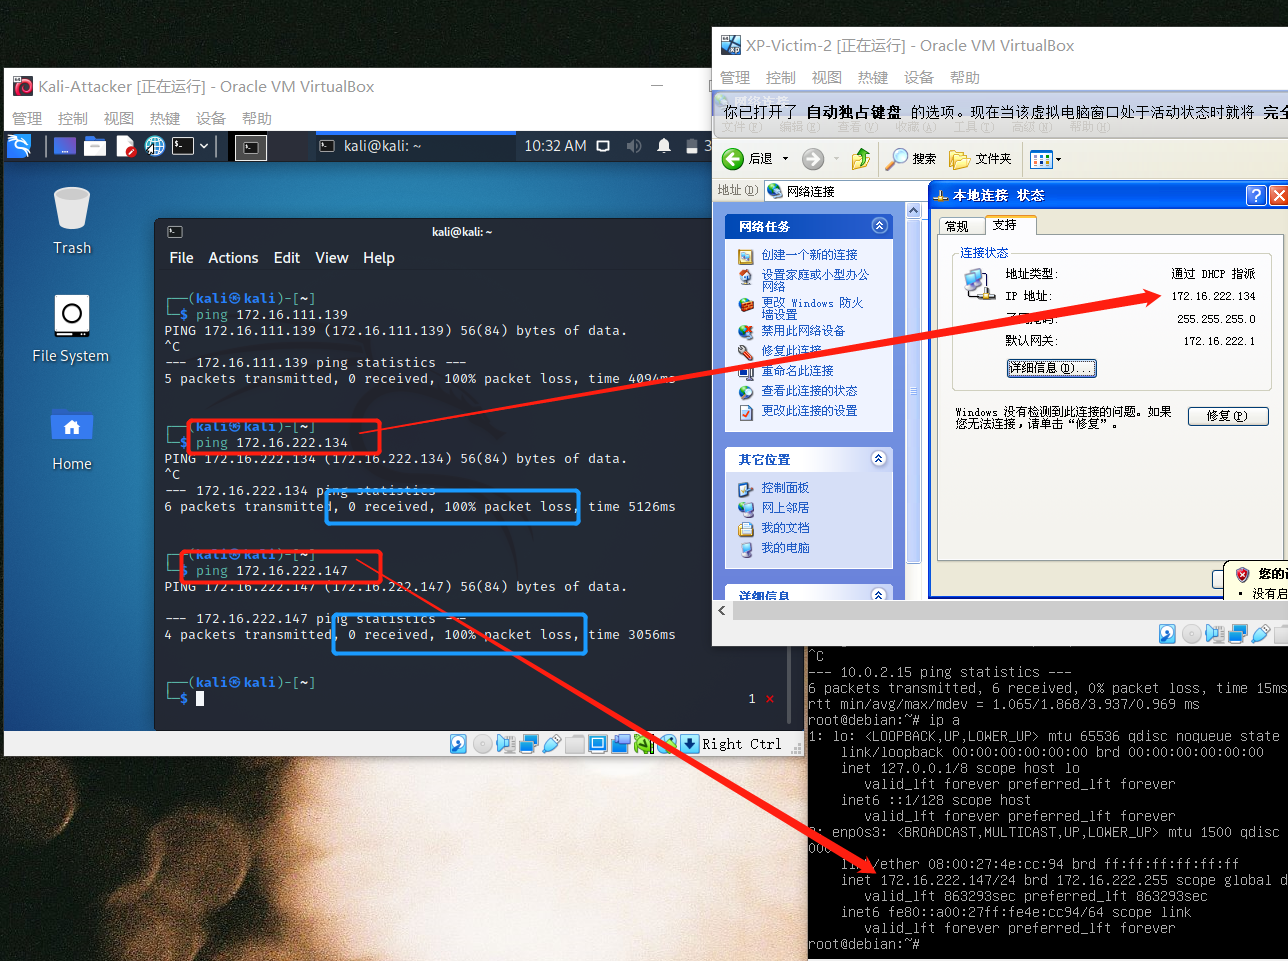 Kali-Attacker [正在运行] - Oracle VM VirtualBox
管理 控制 视图 热键 设备 帮助
kali@kali: ~
10:32 AM
3
Trash
File System
Home
kali@kali: ~
File Actions Edit View Help
┌──(kali㉿kali)-[~]
└─$ ping 172.16.111.139
PING 172.16.111.139 (172.16.111.139) 56(84) bytes of data.
^C
--- 172.16.111.139 ping statistics ---
5 packets transmitted, 0 received, 100% packet loss, time 4094ms
┌──(kali㉿kali)-[~]
└─$ ping 172.16.222.134
PING 172.16.222.134 (172.16.222.134) 56(84) bytes of data.
^C
--- 172.16.222.134 ping statistics
6 packets transmitted, 0 received, 100% packet loss, time 5126ms
┌──(kali㉿kali)-[~]
└─$ ping 172.16.222.147
PING 172.16.222.147 (172.16.222.147) 56(84) bytes of data.
--- 172.16.222.147 ping statistics ---
4 packets transmitted, 0 received, 100% packet loss, time 3056ms
┌──(kali㉿kali)-[~]
└─$
1 ×
Right Ctrl
XP-Victim-2 [正在运行] - Oracle VM VirtualBox
管理 控制 视图 热键 设备 帮助
你已打开了 自动独占键盘 的选项。现在当该虚拟电脑窗口处于活动状态时就将 完全
文件(F) 编辑(E) 查看(V) 收藏(A) 工具(T) 高级(N) 帮助(H)
后退 搜索 文件夹
地址(D) 网络连接
网络任务
创建一个新的连接
设置家庭或小型办公
网络
更改 Windows 防火
墙设置
禁用此网络设备
修复此连接
重命名此连接
查看此连接的状态
更改此连接的设置
其它位置
控制面板
网上邻居
我的文档
我的电脑
详细信息
本地连接 状态
常规 支持
连接状态
地址类型: 通过 DHCP 指派
IP 地址: 172.16.222.134
子网掩码: 255.255.255.0
默认网关: 172.16.222.1
详细信息(D)...
Windows 没有检测到此连接的问题。如果
您无法连接，请单击“修复”。
修复(P)
您的
· 没有启
^C
--- 10.0.2.15 ping statistics ---
6 packets transmitted, 6 received, 0% packet loss, time 15ms
rtt min/avg/max/mdev = 1.065/1.868/3.937/0.969 ms
root@debian:~# ip a
1: lo: <LOOPBACK,UP,LOWER_UP> mtu 65536 qdisc noqueue state
link/loopback 00:00:00:00:00:00 brd 00:00:00:00:00:00
inet 127.0.0.1/8 scope host lo
valid_lft forever preferred_lft forever
inet6 ::1/128 scope host
valid_lft forever preferred_lft forever
2: enp0s3: <BROADCAST,MULTICAST,UP,LOWER_UP> mtu 1500 qdisc
000
link/ether 08:00:27:4e:cc:94 brd ff:ff:ff:ff:ff:ff
inet 172.16.222.147/24 brd 172.16.222.255 scope global d
valid_lft 863293sec preferred_lft 863293sec
inet6 fe80::a00:27ff:fe4e:cc94/64 scope link
valid_lft forever preferred_lft forever
root@debian:~#